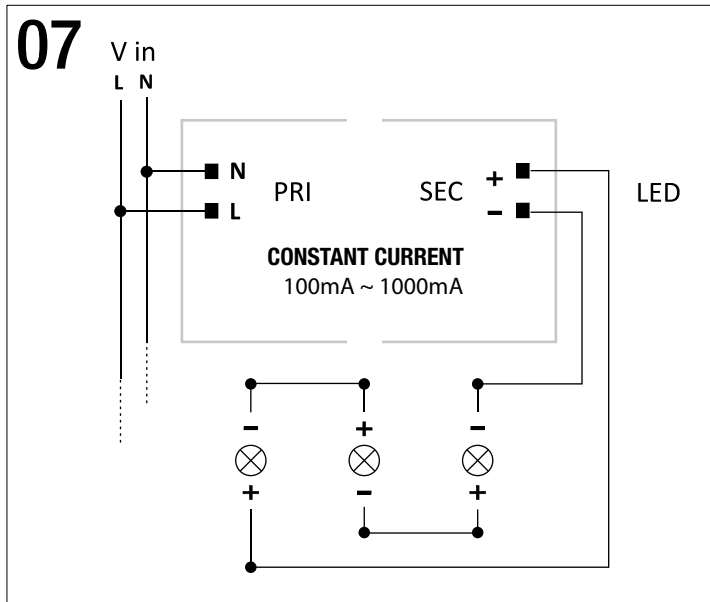 07
V in
L N
N PRI SEC + LED
L -
CONSTANT CURRENT
100mA ~ 1000mA
- + -
+ - +